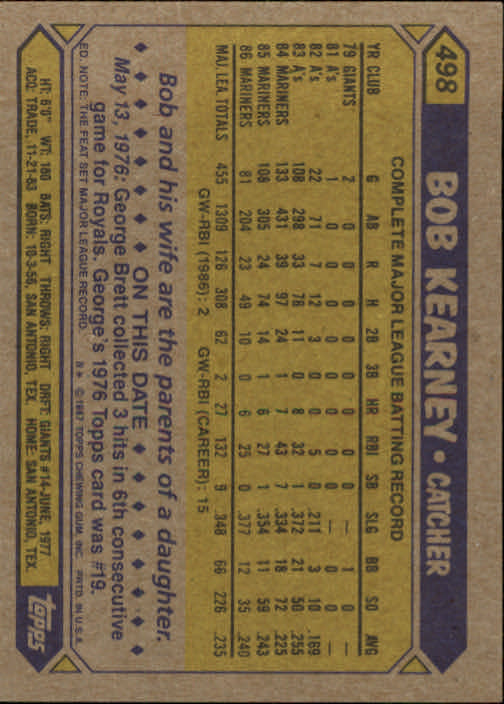 498
BOB KEARNEY • CATCHER
COMPLETE MAJOR LEAGUE BATTING RECORD
YR CLUB G AB R H 2B 3B HR RBI SB SLG BB SO AVG
79 GIANTS 2 0 0 0 0 0 0 0 0 — 1 0 —
81 A's 1 0 0 0 0 0 0 0 0 — 0 0 —
82 A's 22 71 7 12 3 0 0 5 0 .211 3 10 .169
83 A's 108 298 33 76 11 0 8 32 1 .372 21 50 .255
84 MARINERS 133 431 39 97 24 1 7 43 7 .334 18 72 .225
85 MARINERS 108 305 24 74 14 1 6 27 1 .354 11 59 .243
86 MARINERS 81 204 23 49 10 0 6 25 0 .377 12 35 .240
MAJ. LEA. TOTALS 455 1309 126 308 62 2 27 132 9 .348 66 226 .235
GW-RBI (1986): 2 GW-RBI (CAREER): 15
Bob and his wife are the parents of a daughter.
♦ ♦ ♦ ♦ ♦ ♦ ON THIS DATE ♦ ♦ ♦ ♦ ♦ ♦
May 13, 1976: George Brett collected 3 hits in 6th consecutive
game for Royals. George's 1976 Topps card was #19.
ED. NOTE: THE FEAT SET MAJOR LEAGUE RECORD.
B* © 1987 TOPPS CHEWING GUM, INC. PRTD. IN U.S.A.
HT: 6'0" WT: 180 BATS: RIGHT THROWS: RIGHT DRFT: GIANTS #14-JUNE, 1977
ACQ: TRADE, 11-21-83 BORN: 10-3-56, SAN ANTONIO, TEX. HOME: SAN ANTONIO, TEX.
Topps